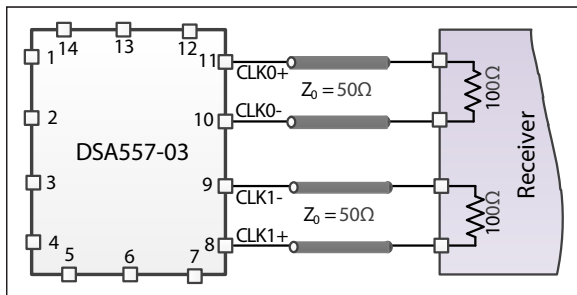 14
13
12
1
11
CLK0+
Z₀ = 50Ω
100Ω
2
10
CLK0-
DSA557-03
Receiver
3
9
CLK1-
Z₀ = 50Ω
100Ω
4
8
CLK1+
5
6
7